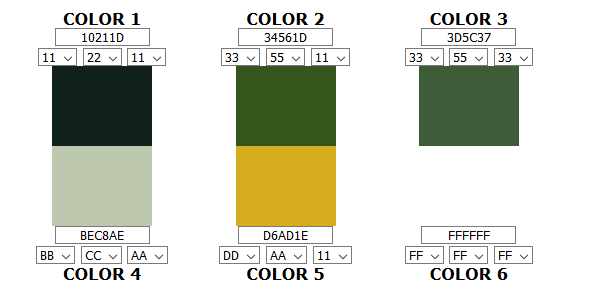 COLOR 1 COLOR 2 COLOR 3
10211D 34561D 3D5C37
11 22 11 33 55 11 33 55 33
BEC8AE D6AD1E FFFFFF
BB CC AA DD AA 11 FF FF FF
COLOR 4 COLOR 5 COLOR 6